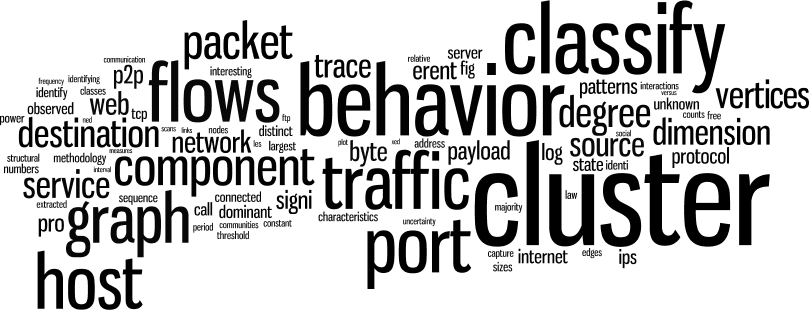 classify
packet
communication
server
relative
trace
erent
fig
p2p
interesting
frequency
identifying
identify
classes
flows
behavior
patterns
interactions
versus
vertices
web
observed
tcp
ftp
degree
unknown
counts
free
power
red
destination
scans
links
nodes
distinct
network
les
largest
plot
xed
address
source
social
dimension
structural
numbers
methodology
measures
interval
component
byte
payload
log
state
identi
protocol
service
traffic
cluster
extracted
sequence
connected
signi
law
majority
pro
graph
call
dominant
characteristics
uncertainty
period
communities
constant
threshold
port
capture
sizes
internet
edges
ips
host